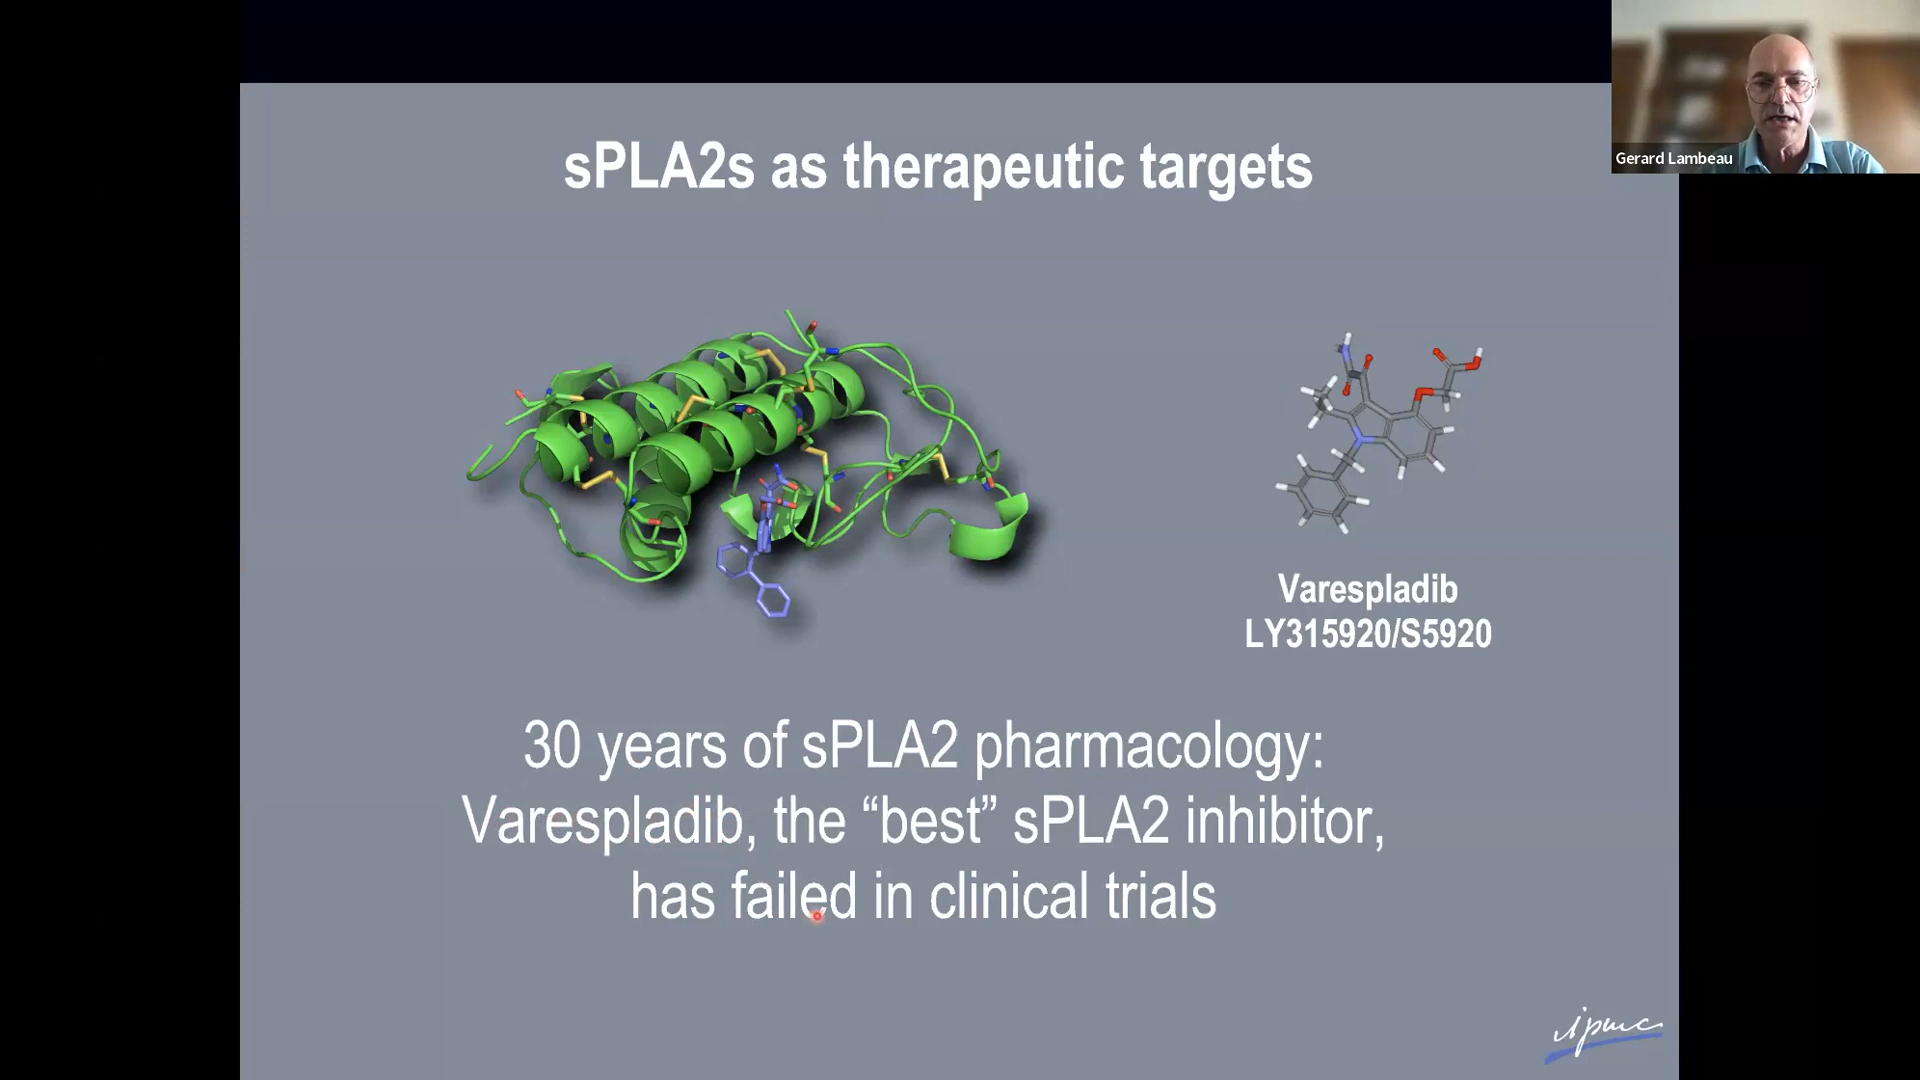 Gerard Lambeau
sPLA2s as therapeutic targets
Varespladib
LY315920/S5920
30 years of sPLA2 pharmacology:
Varespladib, the “best” sPLA2 inhibitor,
has failed in clinical trials
ipmc